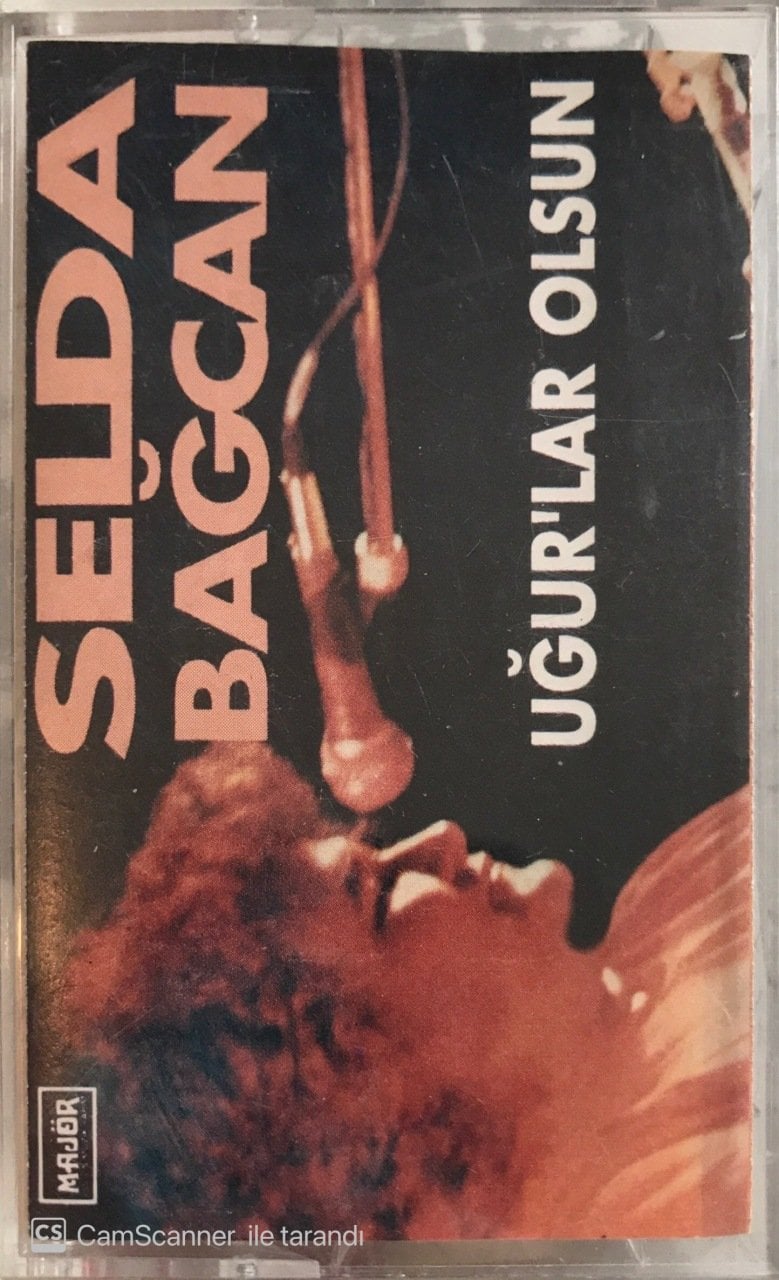 SELDA
BAĞCAN
UĞUR'LAR OLSUN
MAJÖR
CS CamScanner ile tarandı